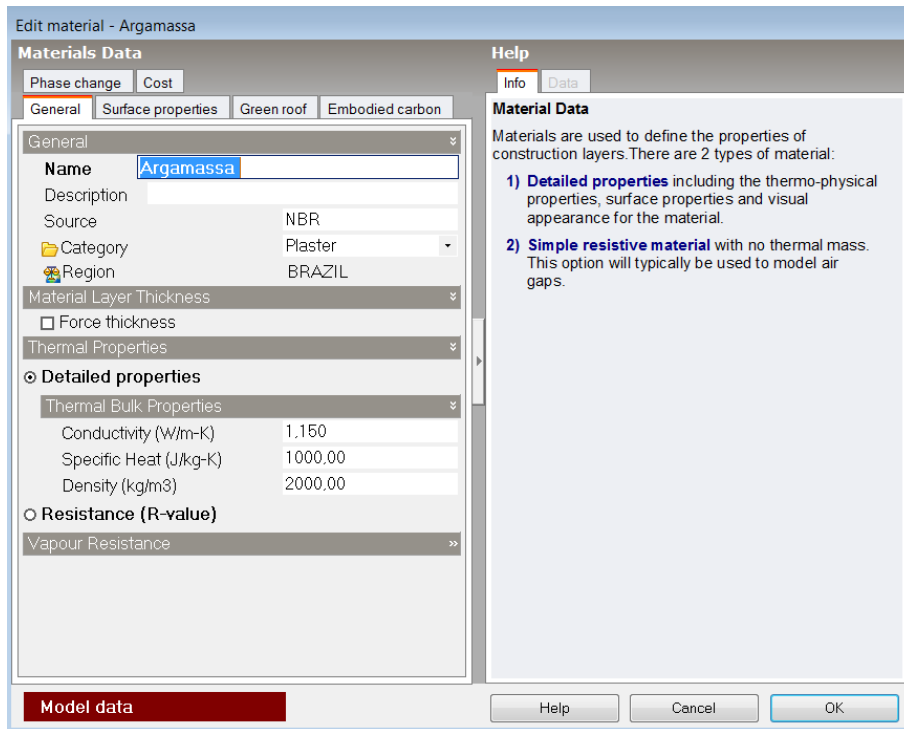 Edit material - Argamassa
Materials Data
Phase change Cost
General Surface properties Green roof Embodied carbon
General
Name Argamassa
Description
Source NBR
Category Plaster
Region BRAZIL
Material Layer Thickness
Force thickness
Thermal Properties
Detailed properties
Thermal Bulk Properties
Conductivity (W/m-K) 1,150
Specific Heat (J/kg-K) 1000,00
Density (kg/m3) 2000,00
Resistance (R-value)
Vapour Resistance
Model data
Help
Info Data
Material Data
Materials are used to define the properties of
construction layers.There are 2 types of material:
1) Detailed properties including the thermo-physical
properties, surface properties and visual
appearance for the material.
2) Simple resistive material with no thermal mass.
This option will typically be used to model air
gaps.
Help Cancel OK